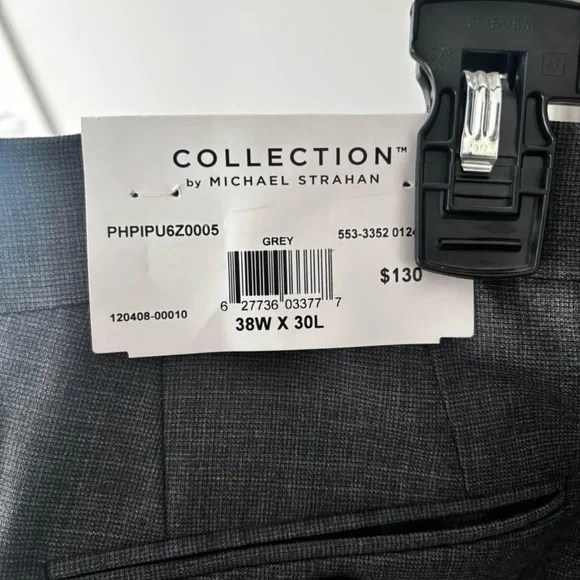 COLLECTION™
by MICHAEL STRAHAN
PHPIPU6Z0005
GREY
553-3352 0124
$130
6 27736 03377 7
120408-00010
38W X 30L